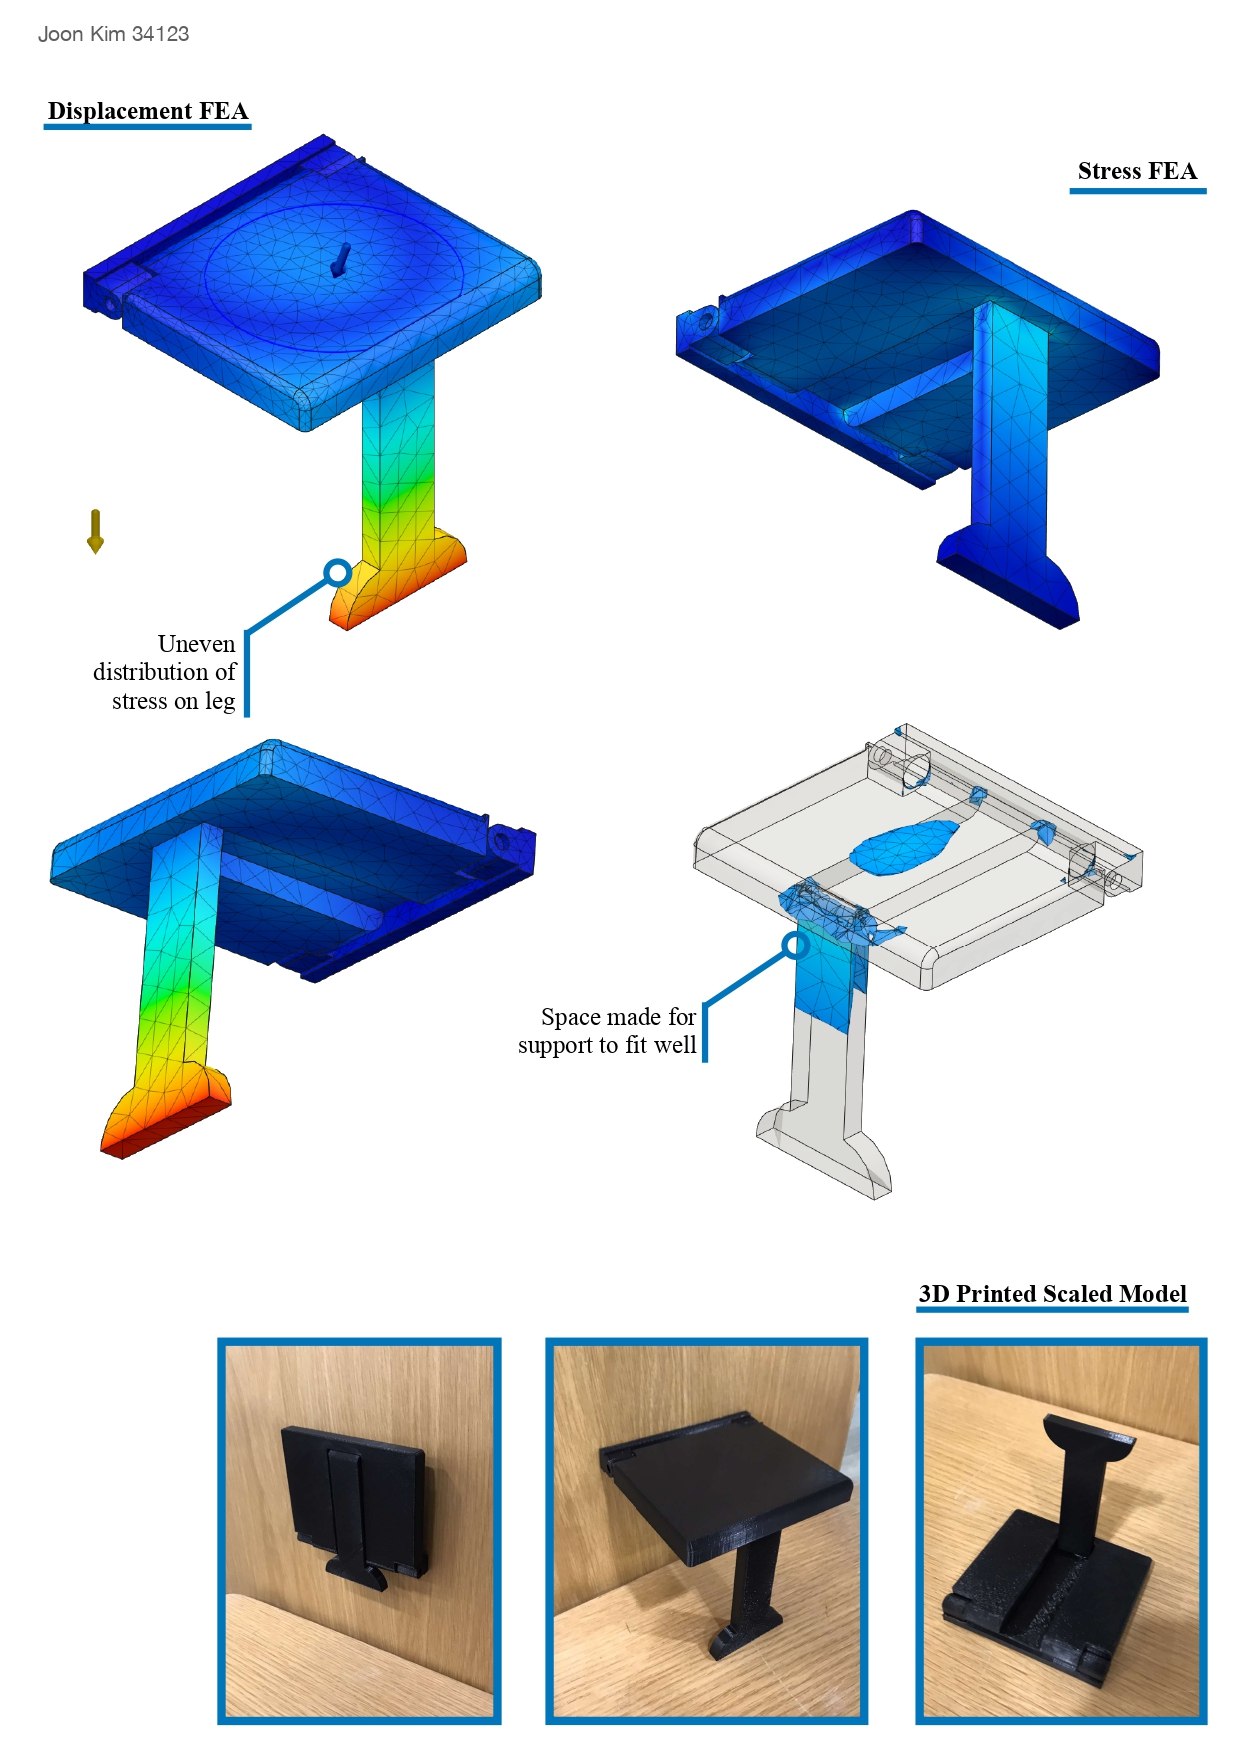 Joon Kim 34123
Displacement FEA
Stress FEA
Uneven
distribution of
stress on leg
Space made for
support to fit well
3D Printed Scaled Model